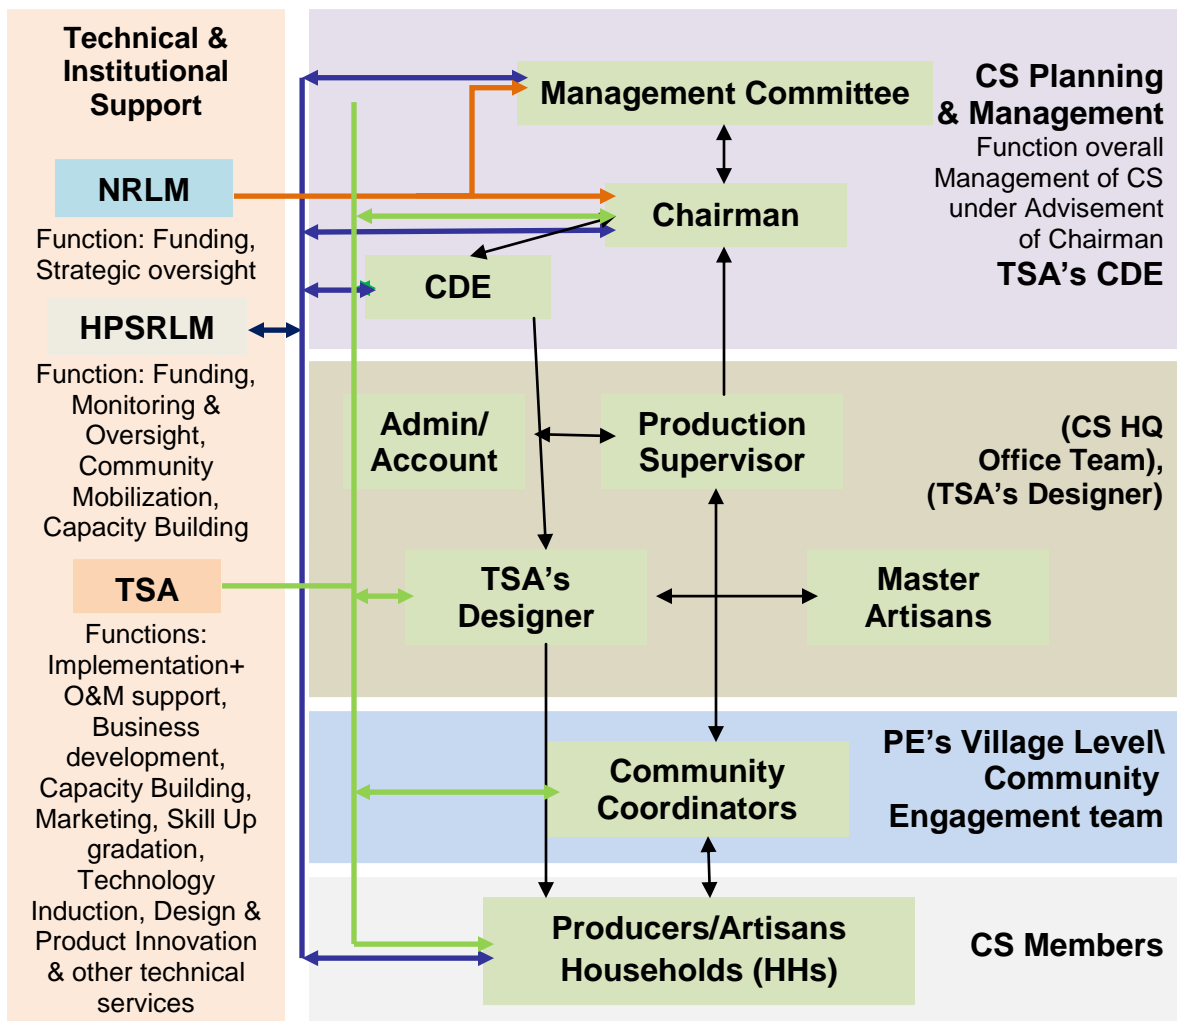 Technical &
Institutional
Support
NRLM
Function: Funding,
Strategic oversight
HPSRLM
Function: Funding,
Monitoring &
Oversight,
Community
Mobilization,
Capacity Building
TSA
Functions:
Implementation+
O&M support,
Business
development,
Capacity Building,
Marketing, Skill Up
gradation,
Technology
Induction, Design &
Product Innovation
& other technical
services
Management Committee
Chairman
CDE
CS Planning
& Management
Function overall
Management of CS
under Advisement
of Chairman
TSA’s CDE
Admin/
Account
Production
Supervisor
TSA’s
Designer
Master
Artisans
(CS HQ
Office Team),
(TSA’s Designer)
Community
Coordinators
PE’s Village Level\
Community
Engagement team
Producers/Artisans
Households (HHs)
CS Members